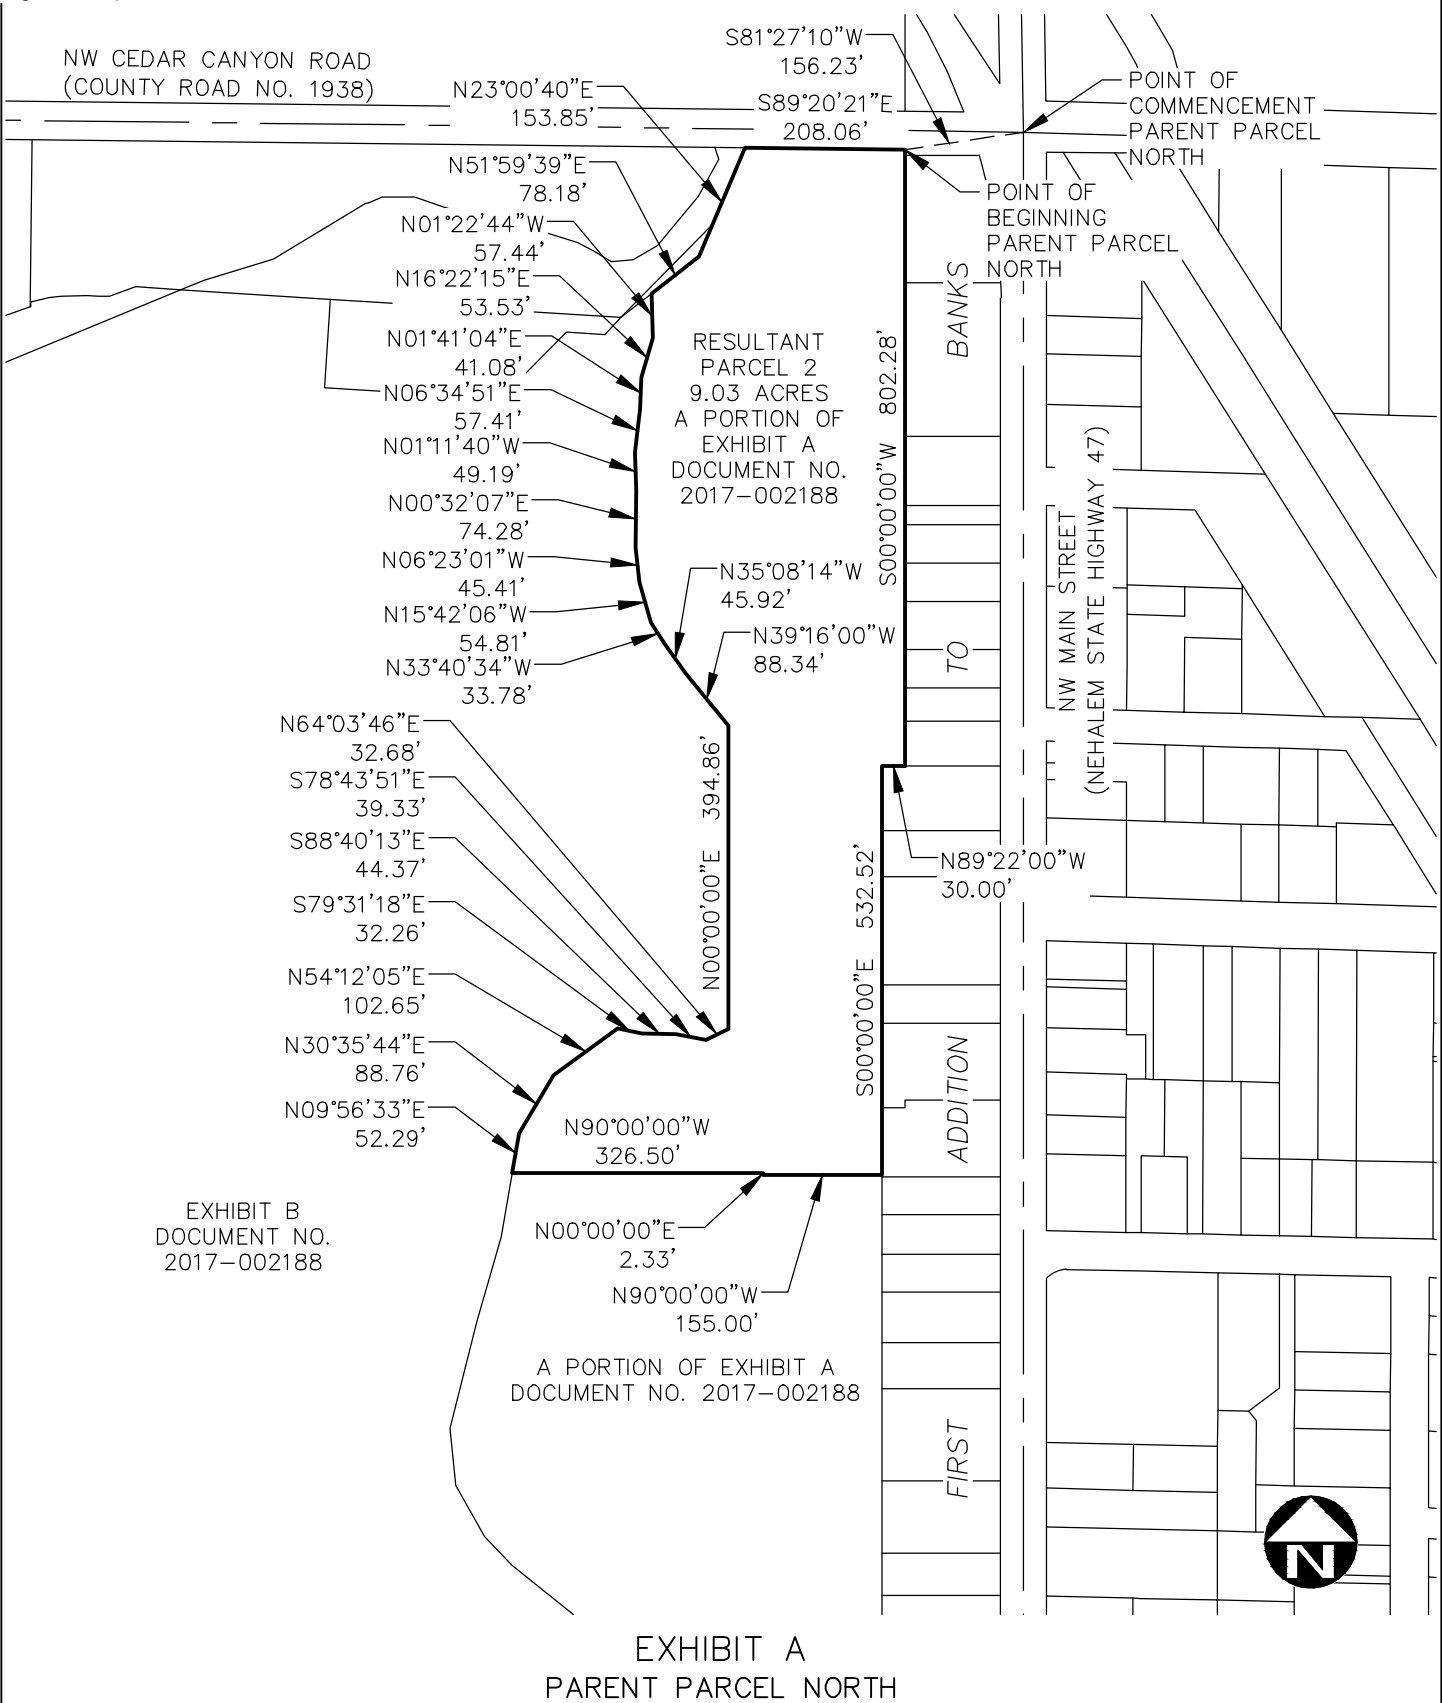 NW CEDAR CANYON ROAD
(COUNTY ROAD NO. 1938)
S81°27'10"W
156.23'
N23°00'40"E
153.85'
S89°20'21"E
208.06'
POINT OF
COMMENCEMENT
PARENT PARCEL
NORTH
POINT OF
BEGINNING
PARENT PARCEL
NORTH
N51°59'39"E
78.18'
N01°22'44"W
57.44'
N16°22'15"E
53.53'
N01°41'04"E
41.08'
N06°34'51"E
57.41'
N01°11'40"W
49.19'
N00°32'07"E
74.28'
N06°23'01"W
45.41'
N15°42'06"W
54.81'
N33°40'34"W
33.78'
RESULTANT
PARCEL 2
9.03 ACRES
A PORTION OF
EXHIBIT A
DOCUMENT NO.
2017-002188
S00°00'00"W 802.28'
N35°08'14"W
45.92'
N39°16'00"W
88.34'
BANKS
TO
ADDITION
FIRST
NW MAIN STREET
(NEHALEM STATE HIGHWAY 47)
N64°03'46"E
32.68'
S78°43'51"E
39.33'
S88°40'13"E
44.37'
S79°31'18"E
32.26'
N54°12'05"E
102.65'
N30°35'44"E
88.76'
N09°56'33"E
52.29'
N00°00'00"E 394.86'
S00°00'00"E 532.52'
N89°22'00"W
30.00'
N90°00'00"W
326.50'
EXHIBIT B
DOCUMENT NO.
2017-002188
N00°00'00"E
2.33'
N90°00'00"W
155.00'
A PORTION OF EXHIBIT A
DOCUMENT NO. 2017-002188
N
EXHIBIT A
PARENT PARCEL NORTH